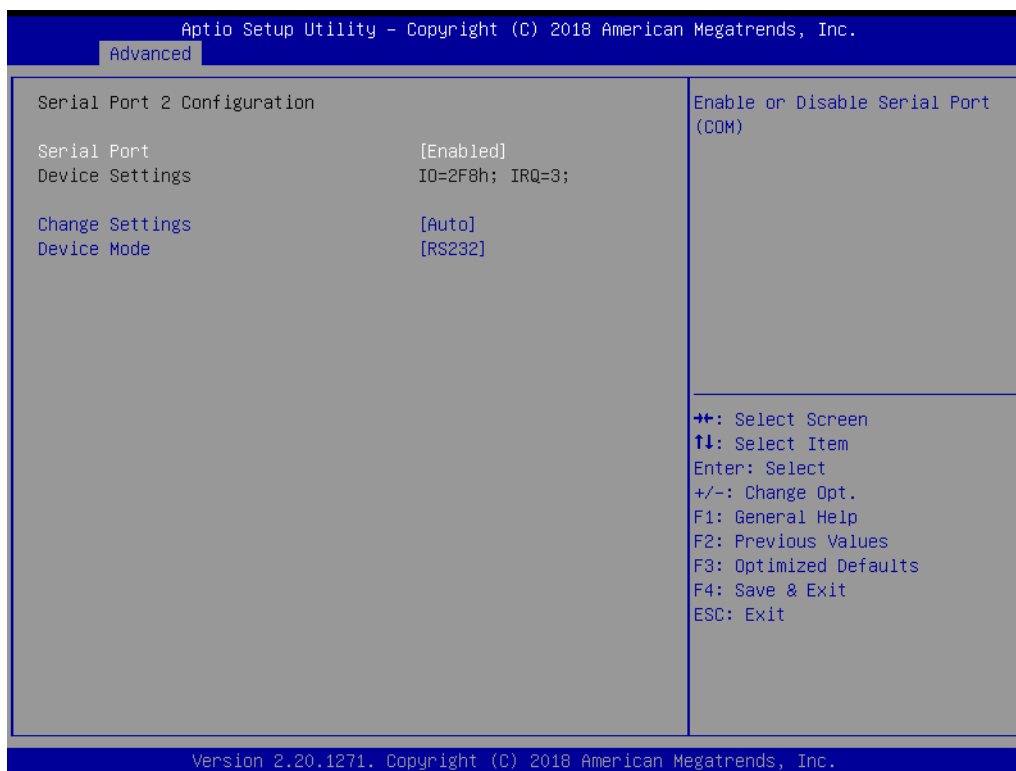 Aptio Setup Utility – Copyright (C) 2018 American Megatrends, Inc.
Advanced
Serial Port 2 Configuration
Serial Port [Enabled]
Device Settings IO=2F8h; IRQ=3;
Change Settings [Auto]
Device Mode [RS232]
Enable or Disable Serial Port
(COM)
→←: Select Screen
↑↓: Select Item
Enter: Select
+/-: Change Opt.
F1: General Help
F2: Previous Values
F3: Optimized Defaults
F4: Save & Exit
ESC: Exit
Version 2.20.1271. Copyright (C) 2018 American Megatrends, Inc.